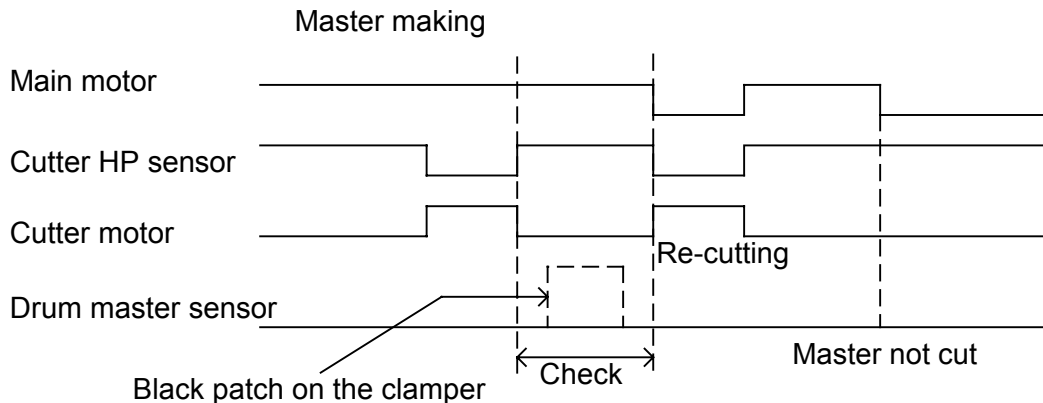 Master making
Main motor
Cutter HP sensor
Cutter motor
Re-cutting
Drum master sensor
Master not cut
Check
Black patch on the clamper